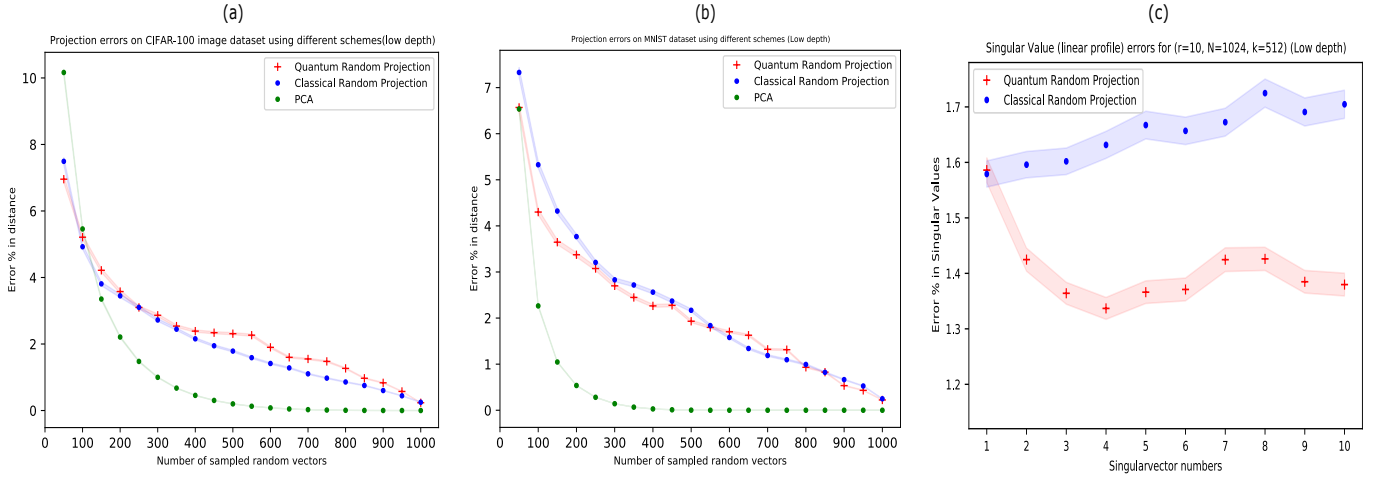 (a)
Projection errors on CIFAR-100 image dataset using different schemes(low depth)
Quantum Random Projection
Classical Random Projection
PCA
Error % in distance
10
8
6
4
2
0
0 100 200 300 400 500 600 700 800 900 1000
Number of sampled random vectors
(b)
Projection errors on MNIST dataset using different schemes (Low depth)
Quantum Random Projection
Classical Random Projection
PCA
Error % in distance
7
6
5
4
3
2
1
0
0 100 200 300 400 500 600 700 800 900 1000
Number of sampled random vectors
(c)
Singular Value (linear profile) errors for (r=10, N=1024, k=512) (Low depth)
Quantum Random Projection
Classical Random Projection
Error % in Singular Values
1.7
1.6
1.5
1.4
1.3
1.2
1 2 3 4 5 6 7 8 9 10
Singularvector numbers